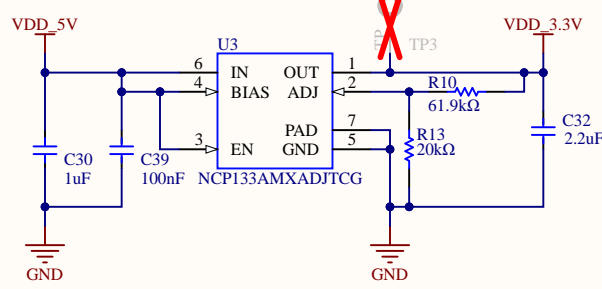 VDD_5V
VDD_3.3V
TP
TP3
U3
6 IN OUT 1
4 BIAS ADJ 2
3 EN PAD 7
GND 5
NCP133AMXADJTCG
C30
1uF
C39
100nF
R10
61.9kΩ
R13
20kΩ
C32
2.2uF
GND
GND